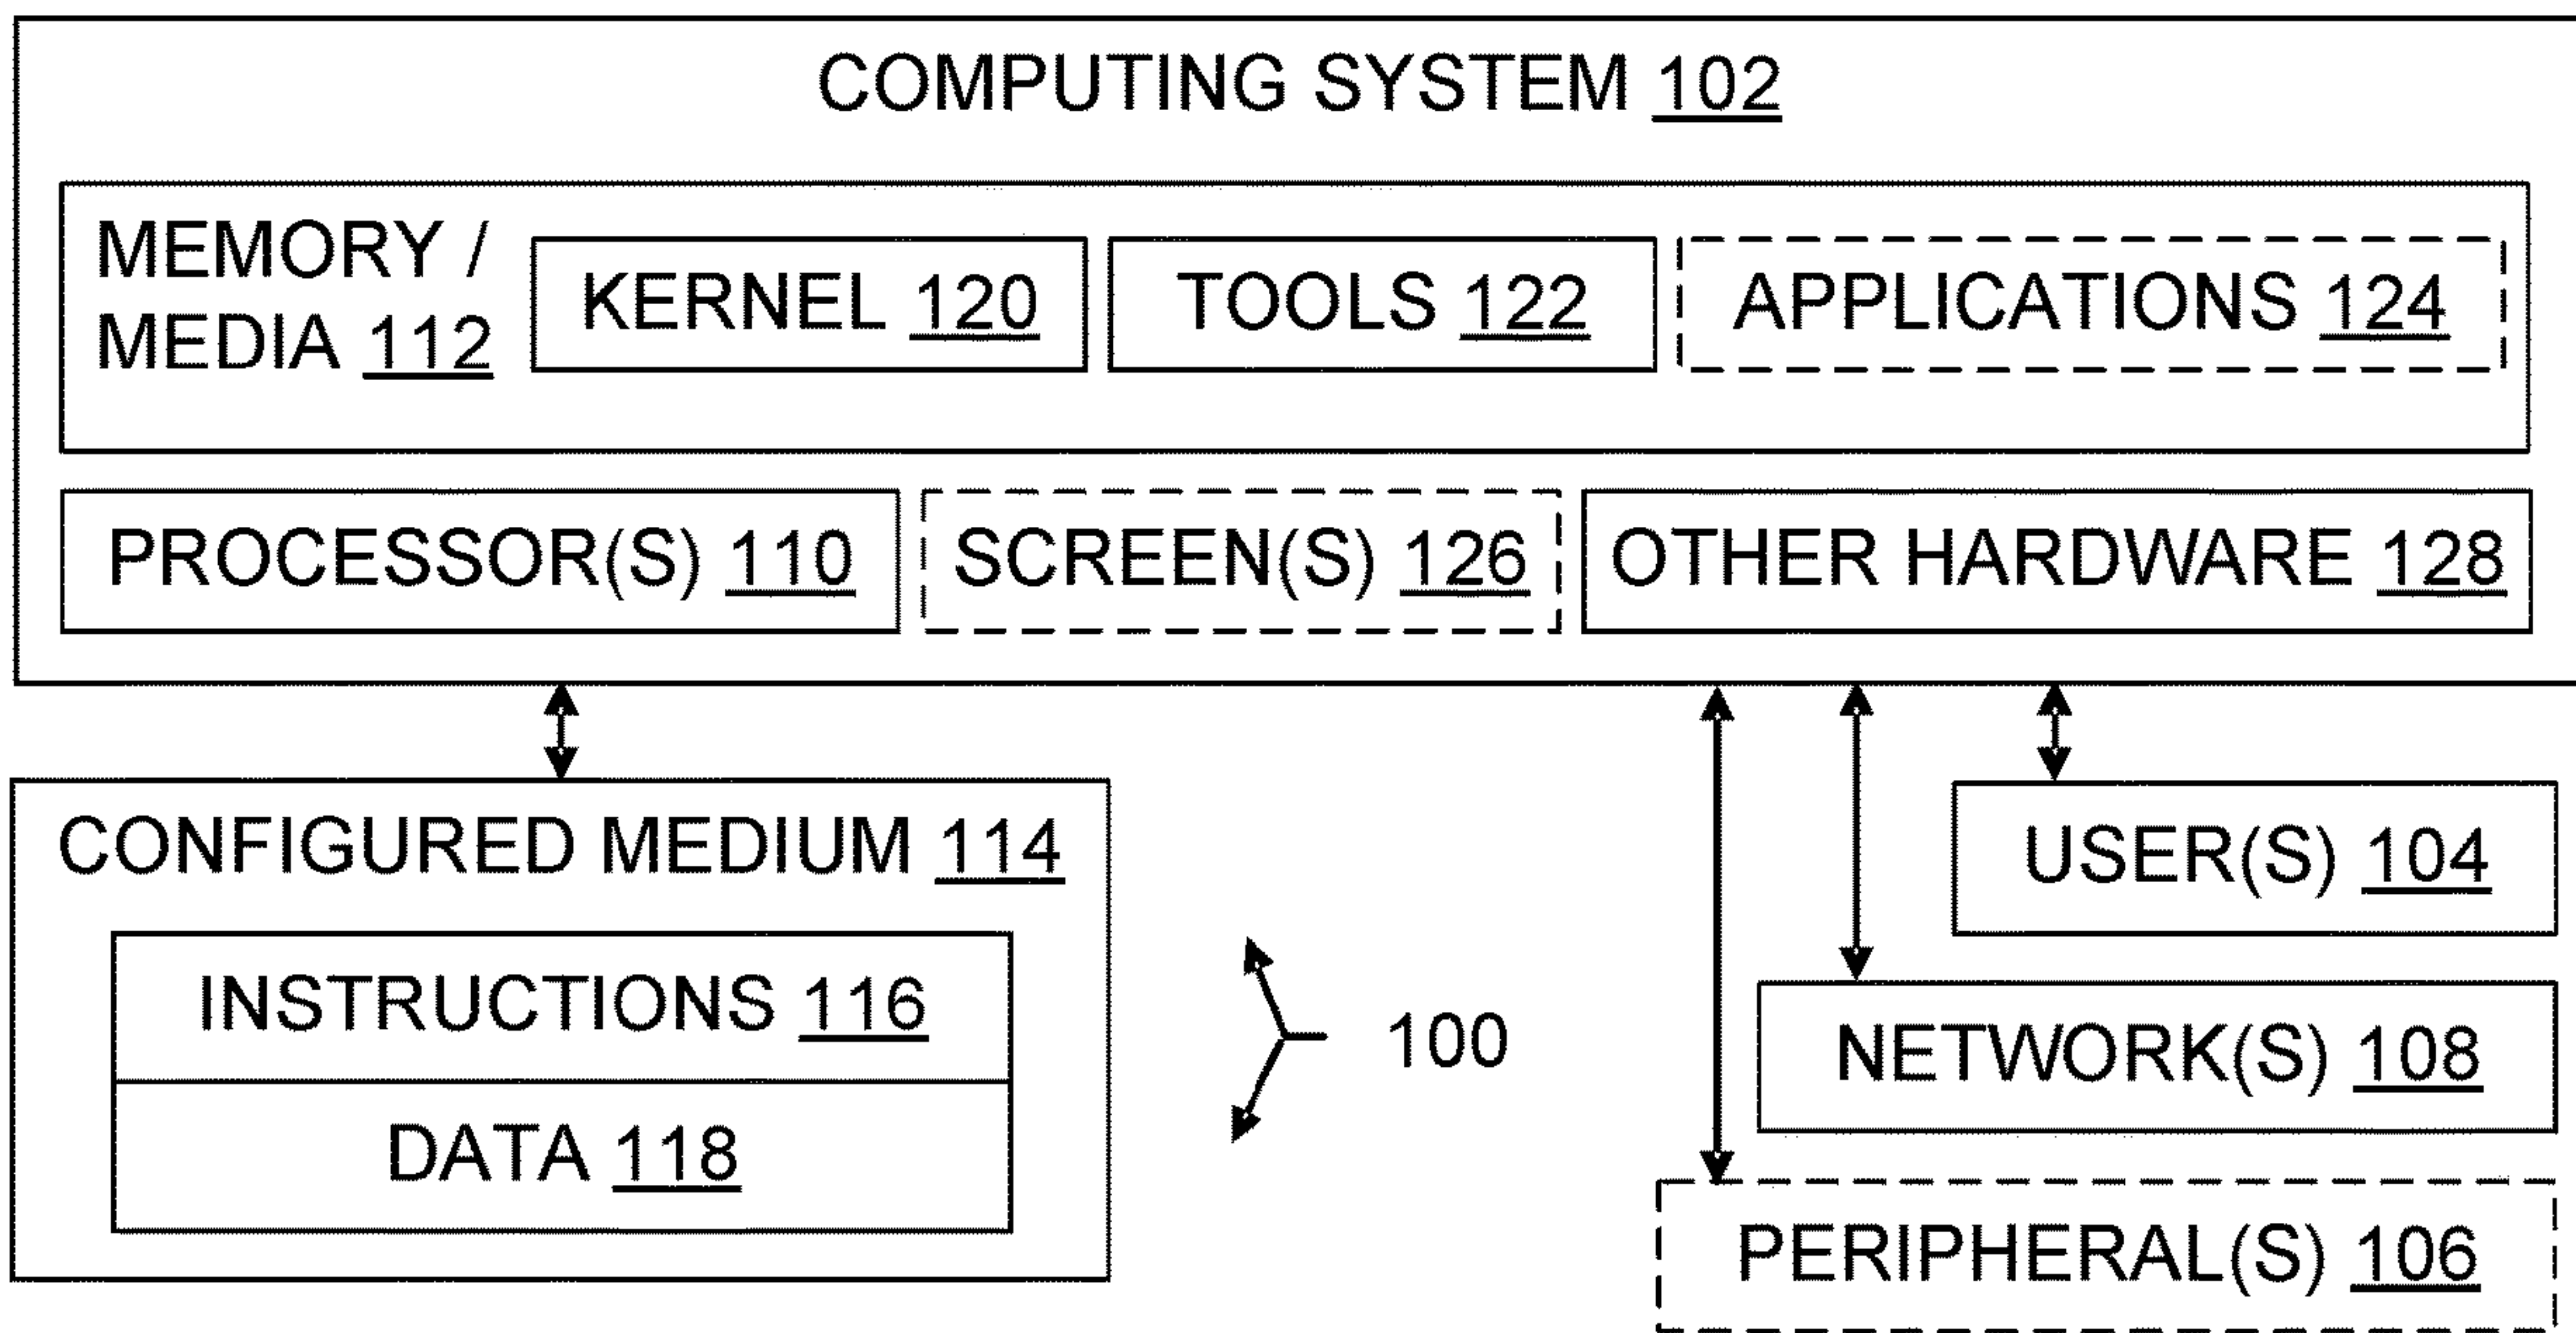 COMPUTING SYSTEM 102
MEMORY /
MEDIA 112
KERNEL 120
TOOLS 122
APPLICATIONS 124
PROCESSOR(S) 110
SCREEN(S) 126
OTHER HARDWARE 128
CONFIGURED MEDIUM 114
INSTRUCTIONS 116
DATA 118
100
USER(S) 104
NETWORK(S) 108
PERIPHERAL(S) 106